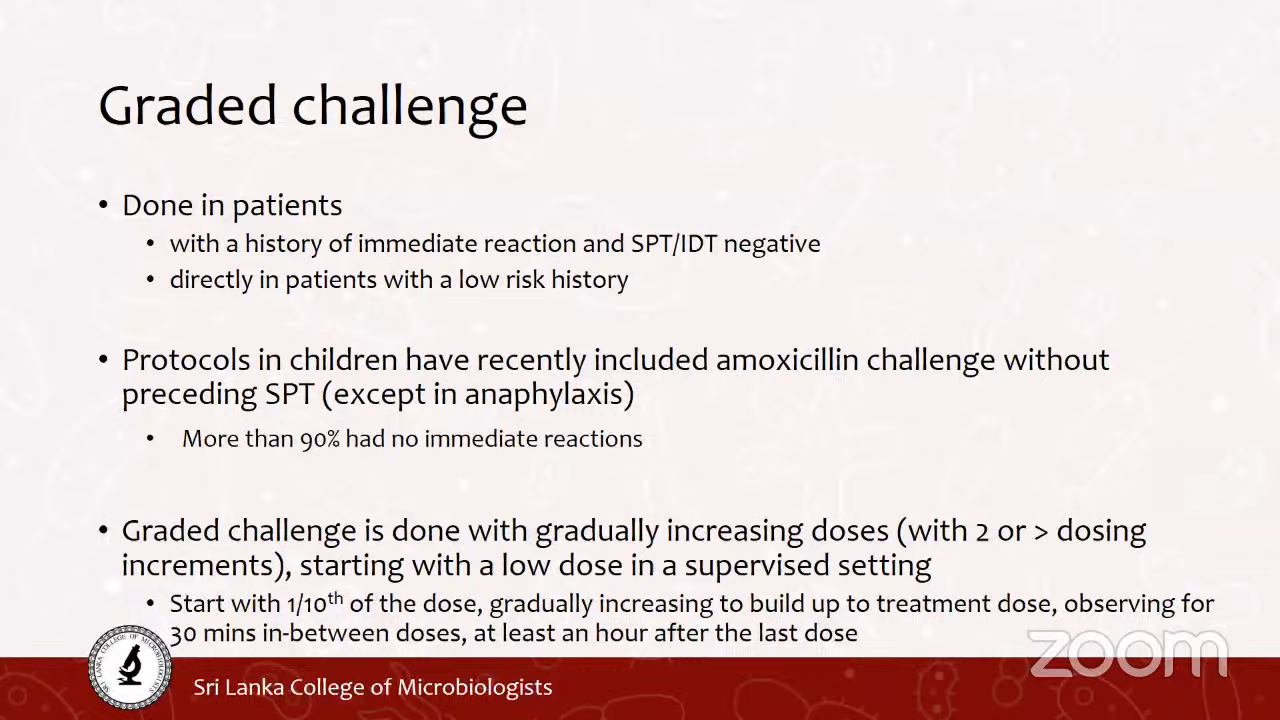 Graded challenge
• Done in patients
• with a history of immediate reaction and SPT/IDT negative
• directly in patients with a low risk history
• Protocols in children have recently included amoxicillin challenge without
preceding SPT (except in anaphylaxis)
• More than 90% had no immediate reactions
• Graded challenge is done with gradually increasing doses (with 2 or > dosing
increments), starting with a low dose in a supervised setting
• Start with 1/10th of the dose, gradually increasing to build up to treatment dose, observing for
30 mins in-between doses, at least an hour after the last dose
zoom
Sri Lanka College of Microbiologists